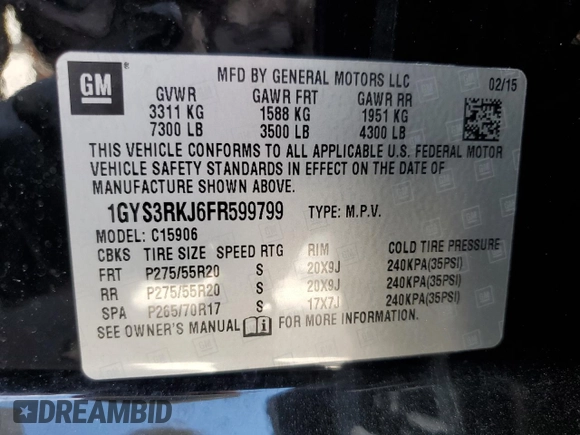 GM
®
MFD BY GENERAL MOTORS LLC 02/15
GVWR GAWR FRT GAWR RR
3311 KG 1588 KG 1951 KG
7300 LB 3500 LB 4300 LB
THIS VEHICLE CONFORMS TO ALL APPLICABLE U.S. FEDERAL MOTOR
VEHICLE SAFETY STANDARDS IN EFFECT ON THE DATE OF
MANUFACTURE SHOWN ABOVE.
1GYS3RKJ6FR599799 TYPE: M.P.V.
MODEL: C15906
CBKS TIRE SIZE SPEED RTG RIM COLD TIRE PRESSURE
FRT P275/55R20 S 20X9J 240KPA(35PSI)
RR P275/55R20 S 20X9J 240KPA(35PSI)
SPA P265/70R17 S 17X7J 240KPA(35PSI)
SEE OWNER'S MANUAL FOR MORE INFORMATION.
DREAMBID